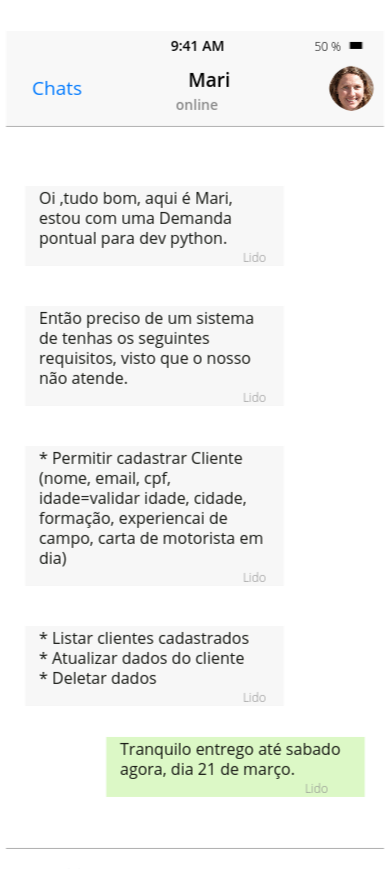 9:41 AM
50 %
Chats
Mari
online
Oi ,tudo bom, aqui é Mari,
estou com uma Demanda
pontual para dev python.
Lido
Então preciso de um sistema
de tenhas os seguintes
requisitos, visto que o nosso
não atende.
Lido
* Permitir cadastrar Cliente
(nome, email, cpf,
idade=validar idade, cidade,
formação, experiencai de
campo, carta de motorista em
dia)
Lido
* Listar clientes cadastrados
* Atualizar dados do cliente
* Deletar dados
Lido
Tranquilo entrego até sabado
agora, dia 21 de março.
Lido